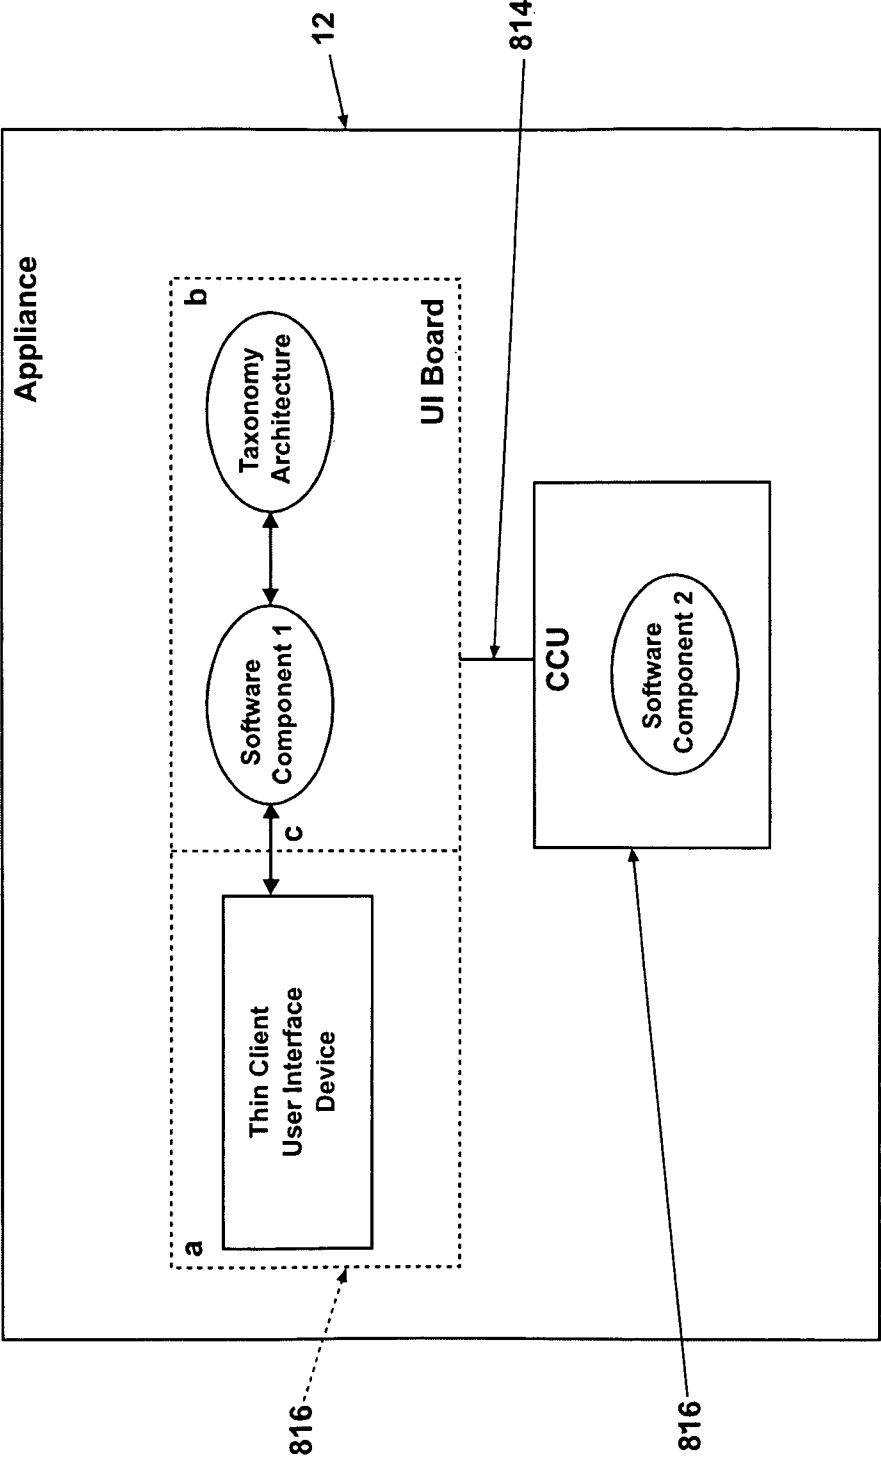 Appliance
12
814
a
Thin Client
User Interface
Device
C
Software
Component 1
Taxonomy
Architecture
b
UI Board
CCU
Software
Component 2
816
816